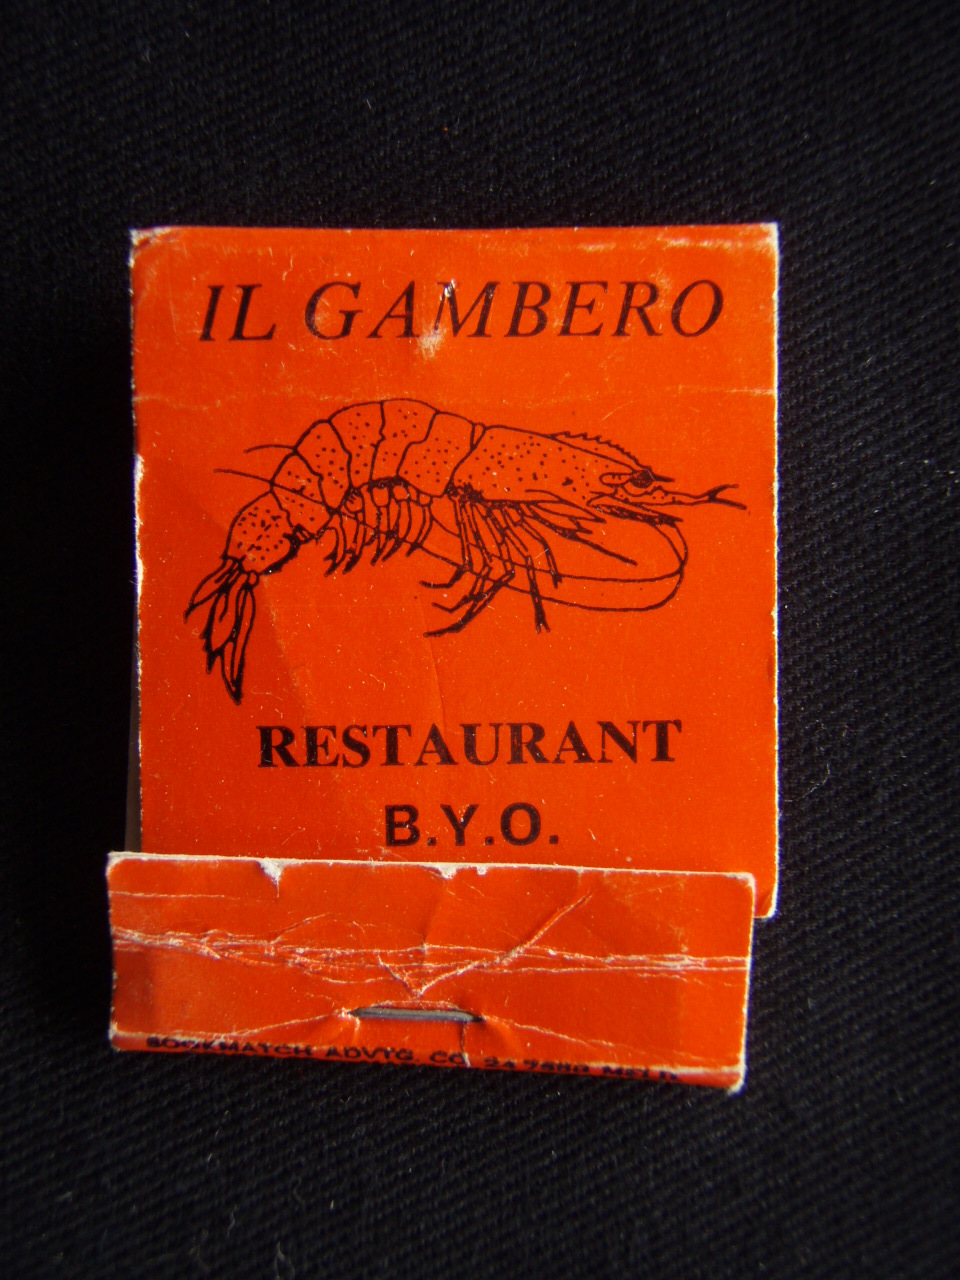 IL GAMBERO
RESTAURANT
B.Y.O.
BOOKMATCH ADVTG. CO.